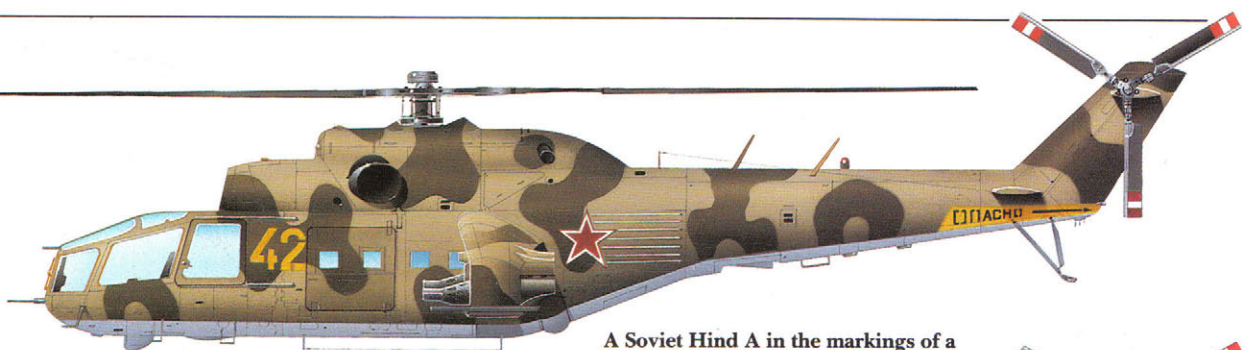 42
ОПАСНО
A Soviet Hind A in the markings of a